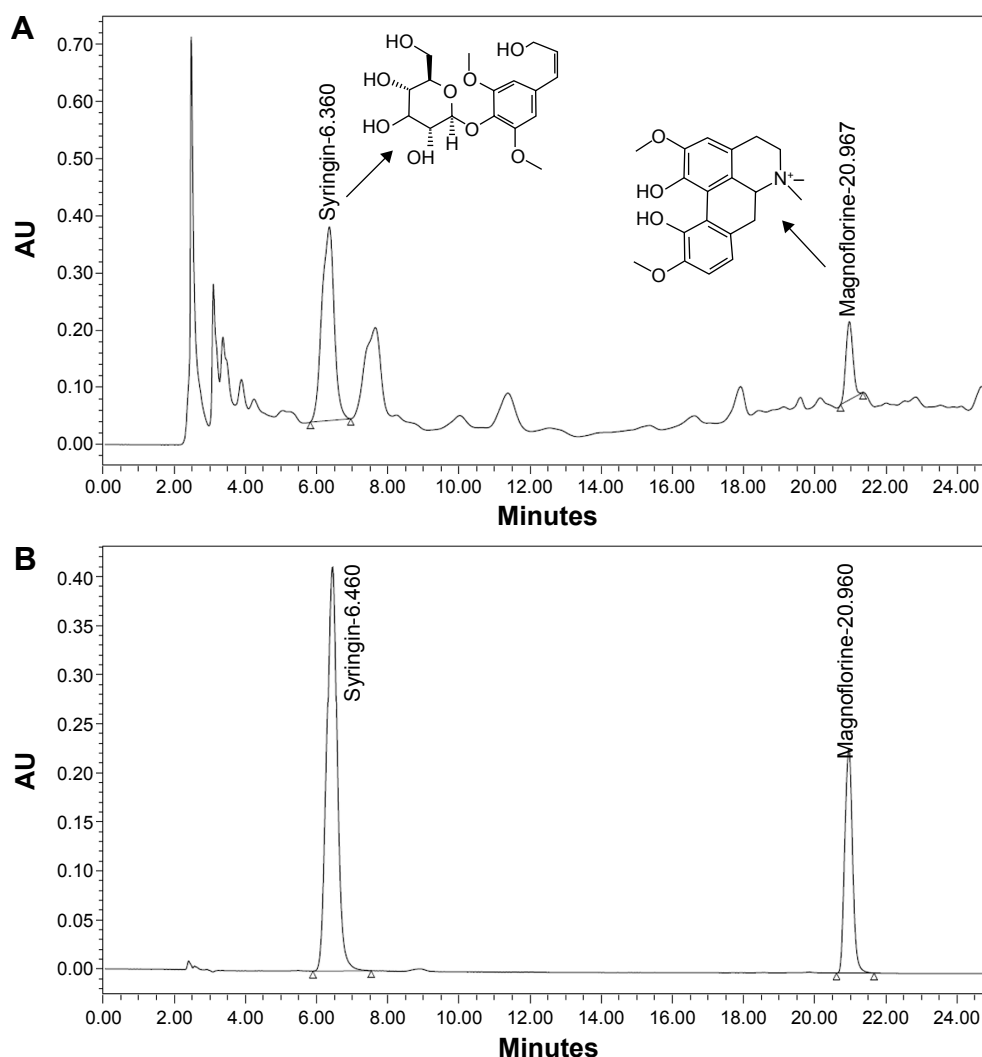 A
AU
0.70
0.60
0.50
0.40
0.30
0.20
0.10
0.00
Syringin-6.360
HO
HO
HO
OH
O
H
O
O
O
HO
O
HO
HO
O
N+
Magnoflorine-20.967
0.00 2.00 4.00 6.00 8.00 10.00 12.00 14.00 16.00 18.00 20.00 22.00 24.00
Minutes
B
AU
0.40
0.35
0.30
0.25
0.20
0.15
0.10
0.05
0.00
Syringin-6.460
Magnoflorine-20.960
0.00 2.00 4.00 6.00 8.00 10.00 12.00 14.00 16.00 18.00 20.00 22.00 24.00
Minutes